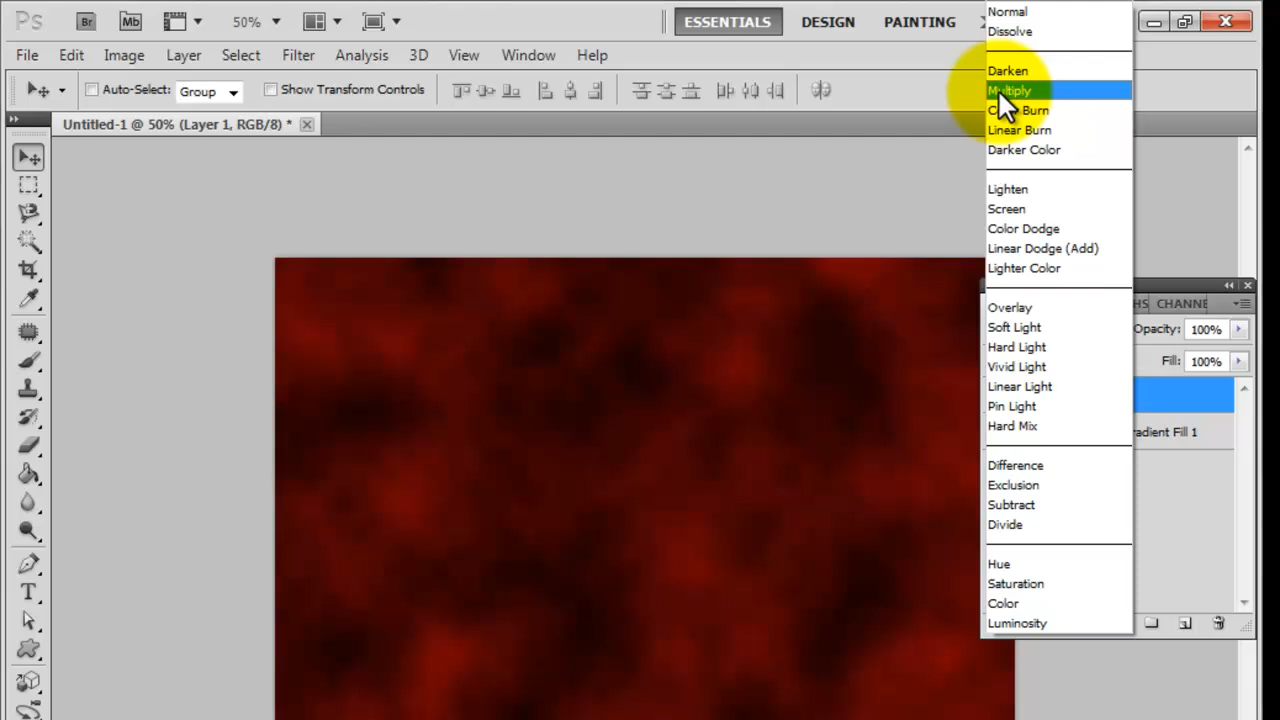 Ps Br Mb 50% ESSENTIALS DESIGN PAINTING
File Edit Image Layer Select Filter Analysis 3D View Window Help
Auto-Select: Group Show Transform Controls
Untitled-1 @ 50% (Layer 1, RGB/8) *
Normal
Dissolve
Darken
Multiply
Burn
Linear Burn
Darker Color
Lighten
Screen
Color Dodge
Linear Dodge (Add)
Lighter Color
Overlay
Soft Light
Hard Light
Vivid Light
Linear Light
Pin Light
Hard Mix
Difference
Exclusion
Subtract
Divide
Hue
Saturation
Color
Luminosity
HS CHANNE
Opacity: 100%
Fill: 100%
radient Fill 1
T